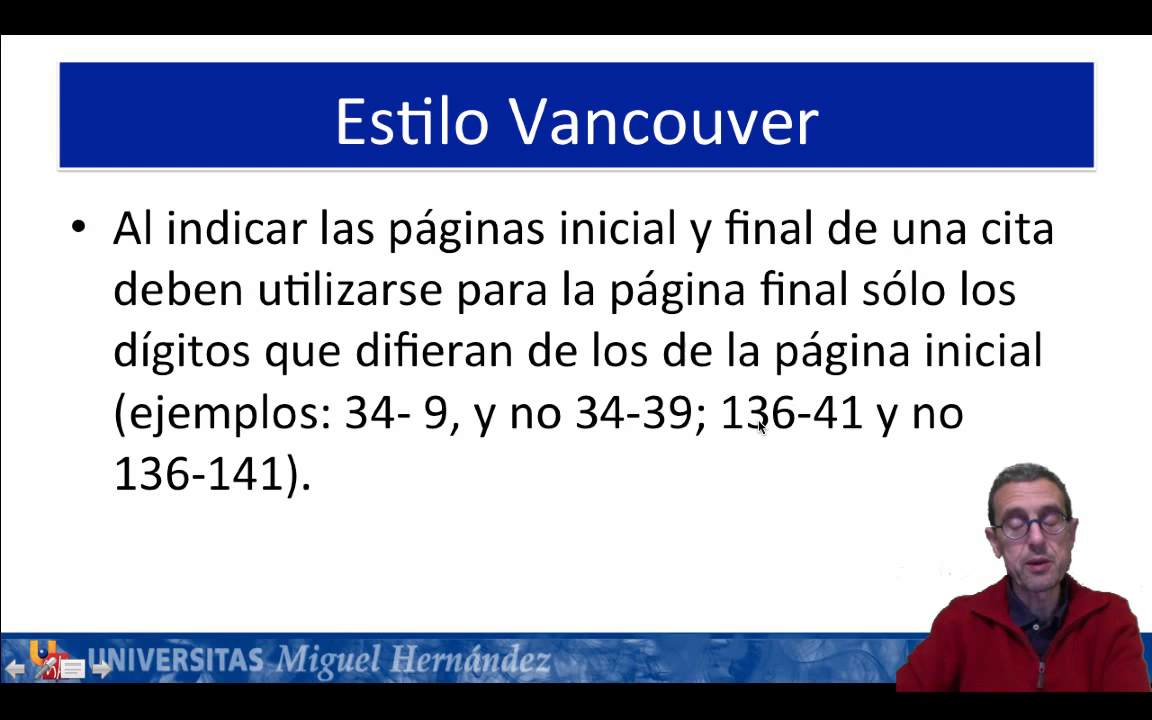 Estilo Vancouver
• Al indicar las páginas inicial y final de una cita
deben utilizarse para la página final sólo los
dígitos que difieran de los de la página inicial
(ejemplos: 34- 9, y no 34-39; 136-41 y no
136-141).
UNIVERSITAS Miguel Hernández